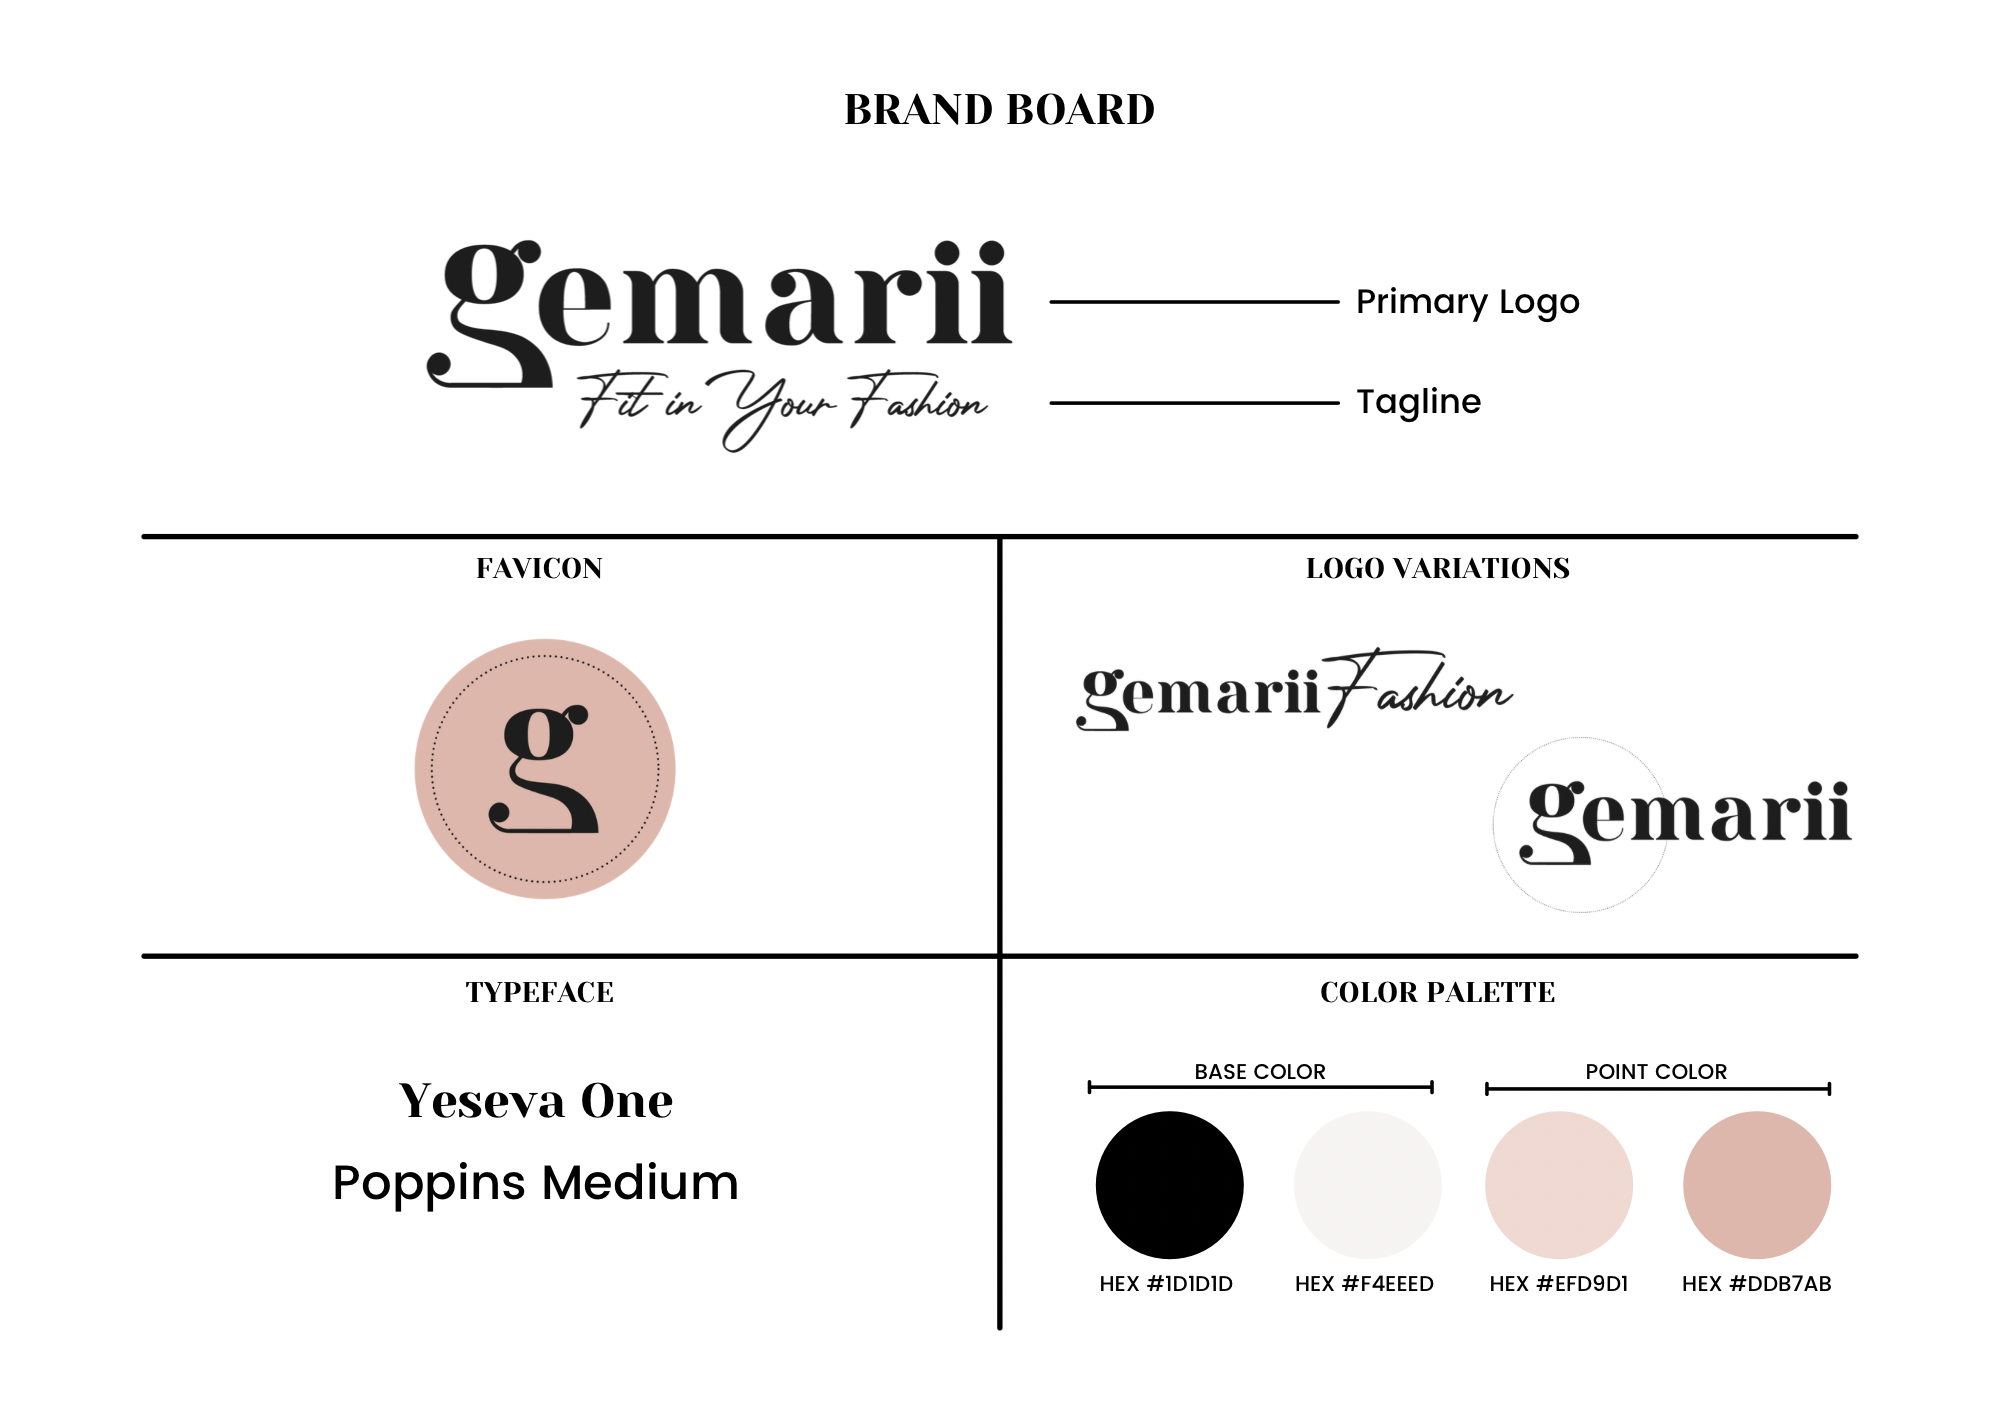 BRAND BOARD
gemarii
Primary Logo
Fit in Your Fashion
Tagline
FAVICON
g
LOGO VARIATIONS
gemarii Fashion
gemarii
TYPEFACE
Yeseva One
Poppins Medium
COLOR PALETTE
BASE COLOR
POINT COLOR
HEX #1D1D1D
HEX #F4EEED
HEX #EFD9D1
HEX #DDB7AB